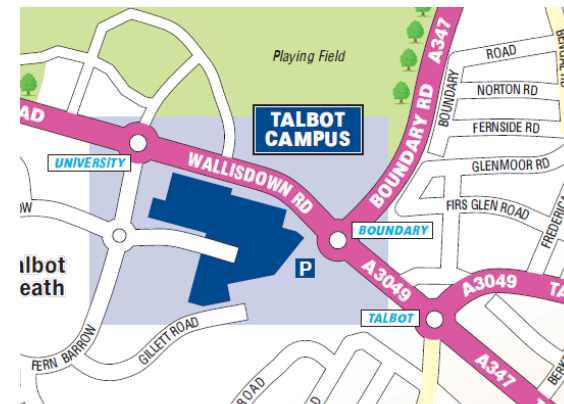 Playing Field
A347
ROAD
BOUNDARY
NORTON RD
FERNSIDE RD
TALBOT
CAMPUS
BOUNDARY RD
AD
UNIVERSITY
WALLISDOWN RD
GLENMOOR RD
FIRS GLEN ROAD
BOUNDARY
P
A3049
A3049
TA
albot
eath
TALBOT
FERN BARROW
GILLETT ROAD
A347
ROAD